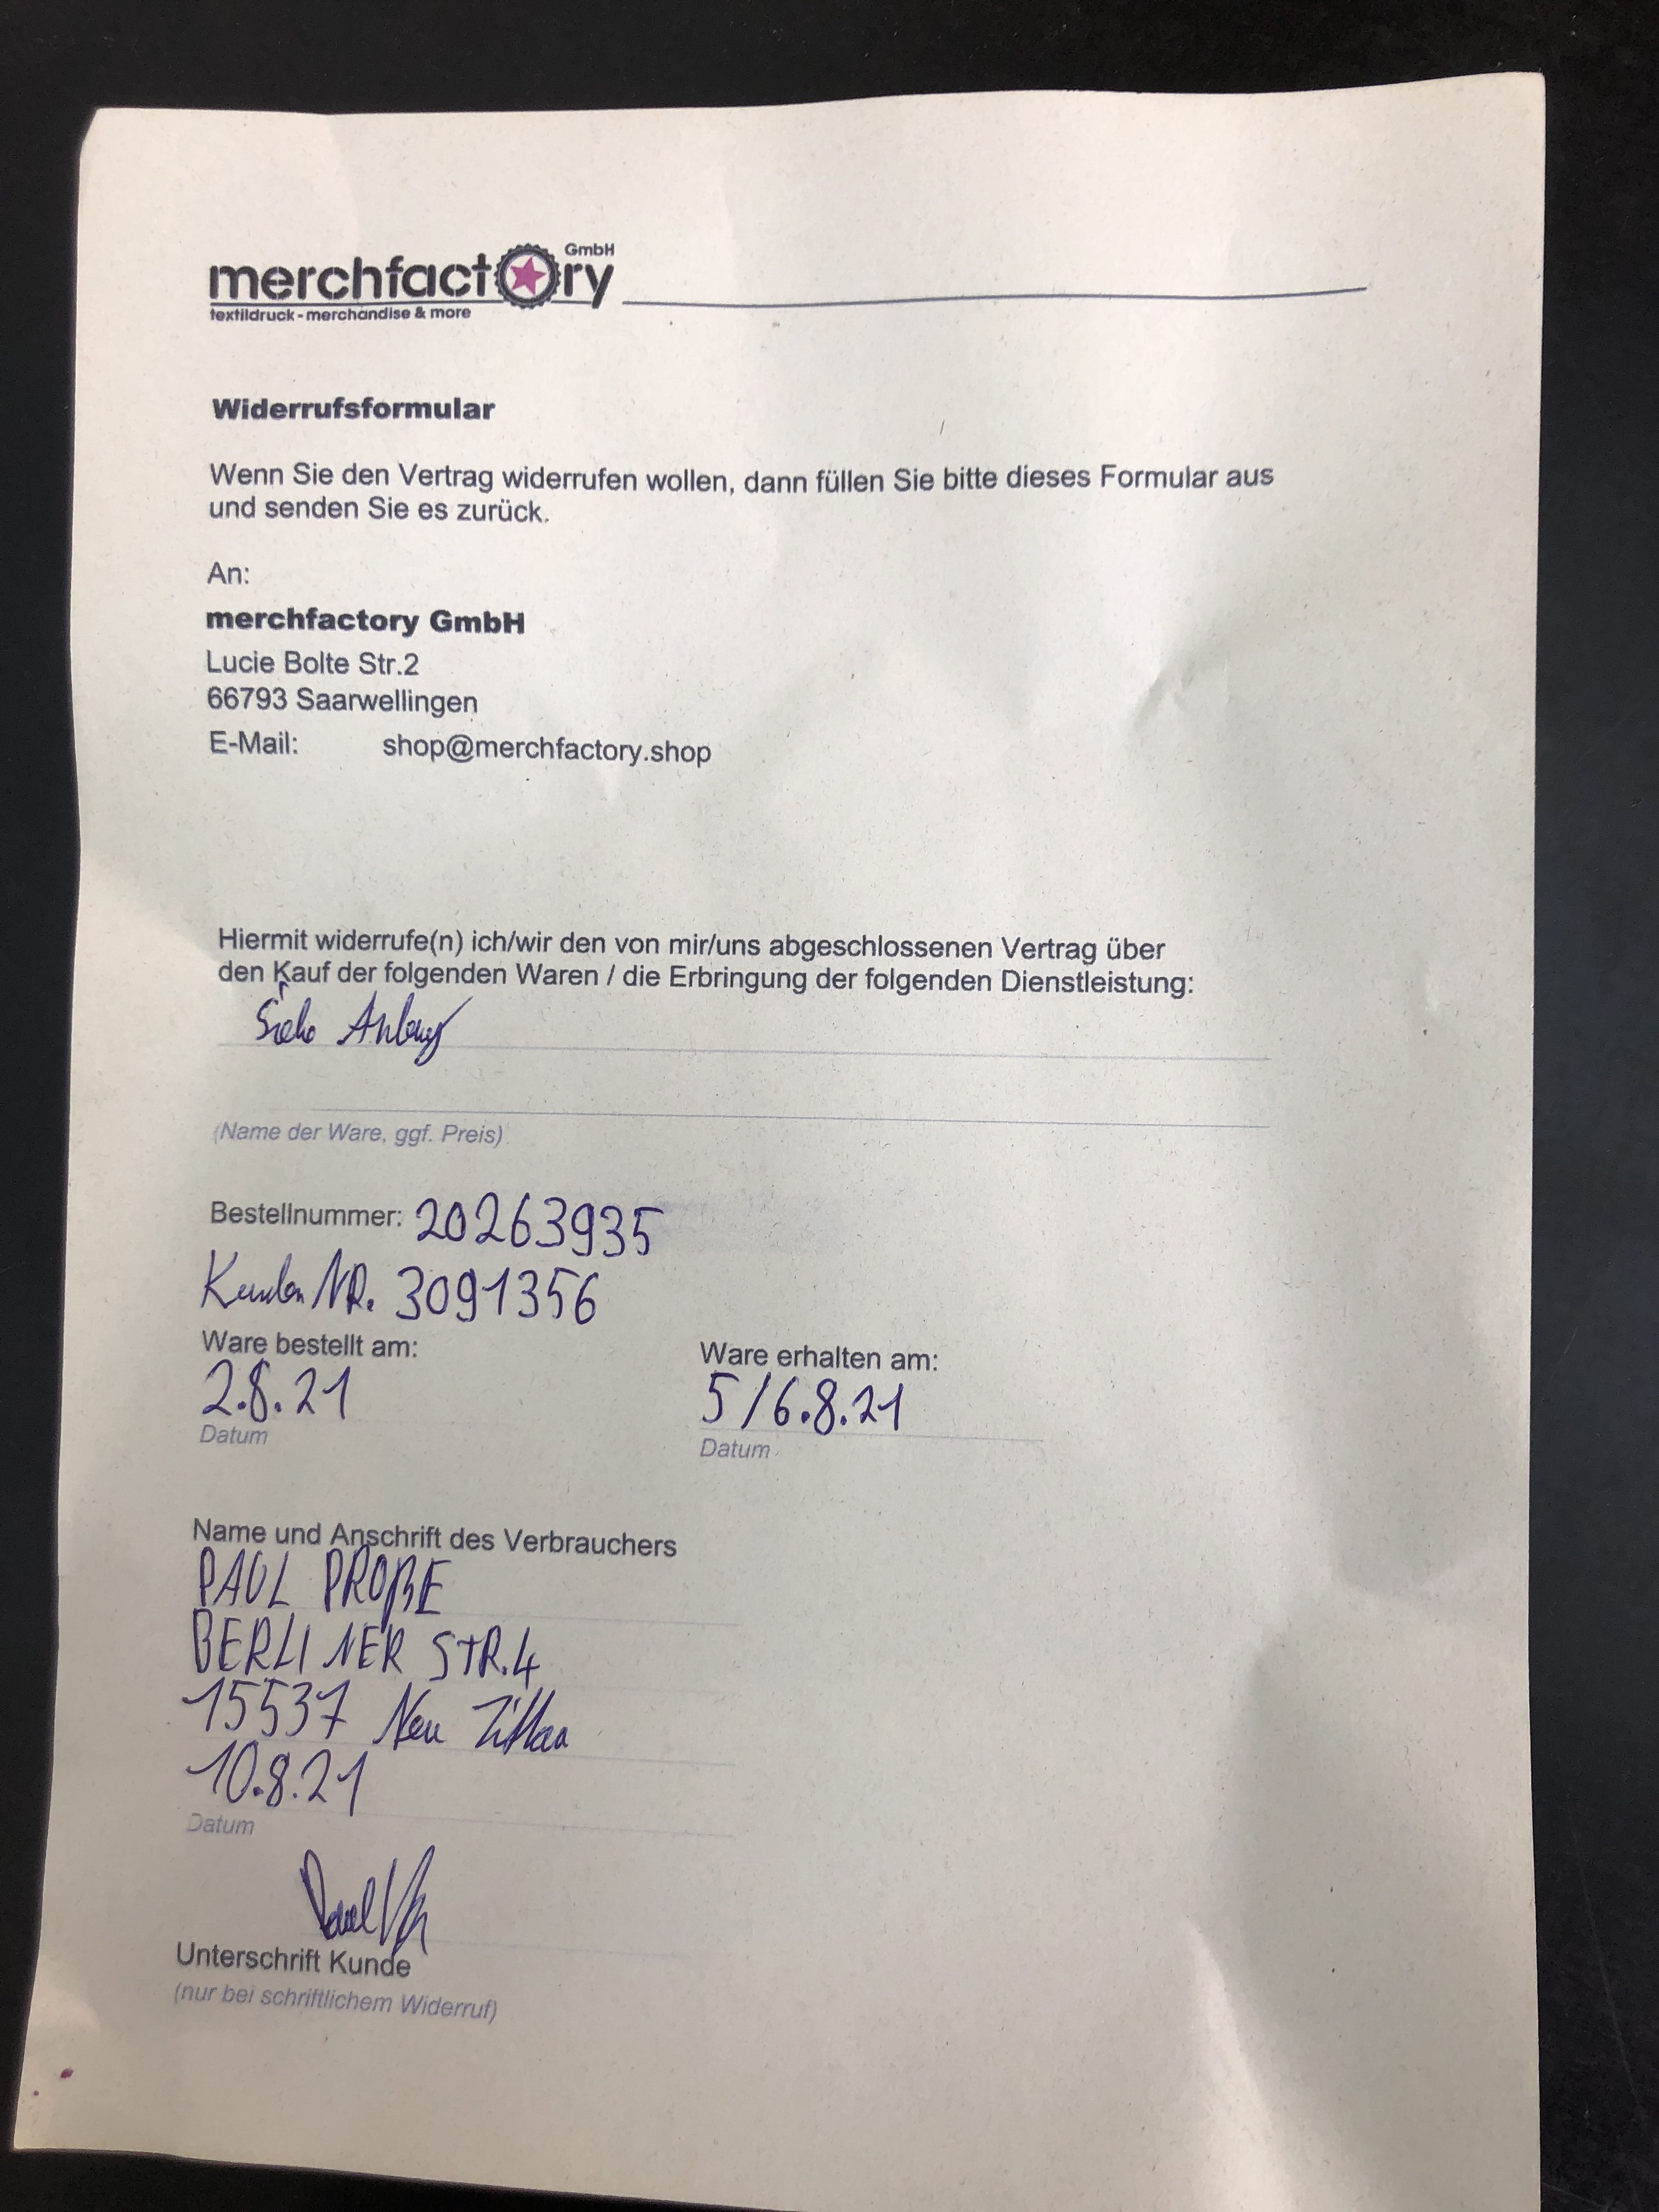 merchfactory GmbH
textildruck - merchandise & more
Widerrufsformular
Wenn Sie den Vertrag widerrufen wollen, dann füllen Sie bitte dieses Formular aus
und senden Sie es zurück.
An:
merchfactory GmbH
Lucie Bolte Str.2
66793 Saarwellingen
E-Mail: shop@merchfactory.shop
Hiermit widerrufe(n) ich/wir den von mir/uns abgeschlossenen Vertrag über
den Kauf der folgenden Waren / die Erbringung der folgenden Dienstleistung:
Siehe Anhang
(Name der Ware, ggf. Preis)
Bestellnummer: 20263935
Kunden NR. 3091356
Ware bestellt am: Ware erhalten am:
2.8.21 5/6.8.21
Datum Datum
Name und Anschrift des Verbrauchers
PAUL PROßE
BERLINER STR.4
15537 Neu Zittau
10.8.21
Datum
Unterschrift Kunde
(nur bei schriftlichem Widerruf)